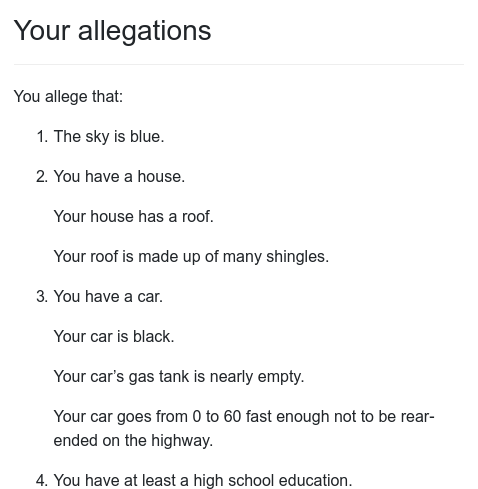 Your allegations
You allege that:
1. The sky is blue.
2. You have a house.
Your house has a roof.
Your roof is made up of many shingles.
3. You have a car.
Your car is black.
Your car’s gas tank is nearly empty.
Your car goes from 0 to 60 fast enough not to be rear-
ended on the highway.
4. You have at least a high school education.